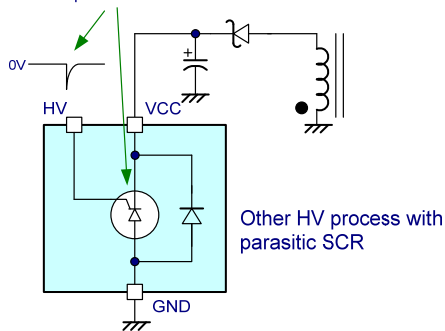 0V
+
HV
VCC
Other HV process with
parasitic SCR
GND